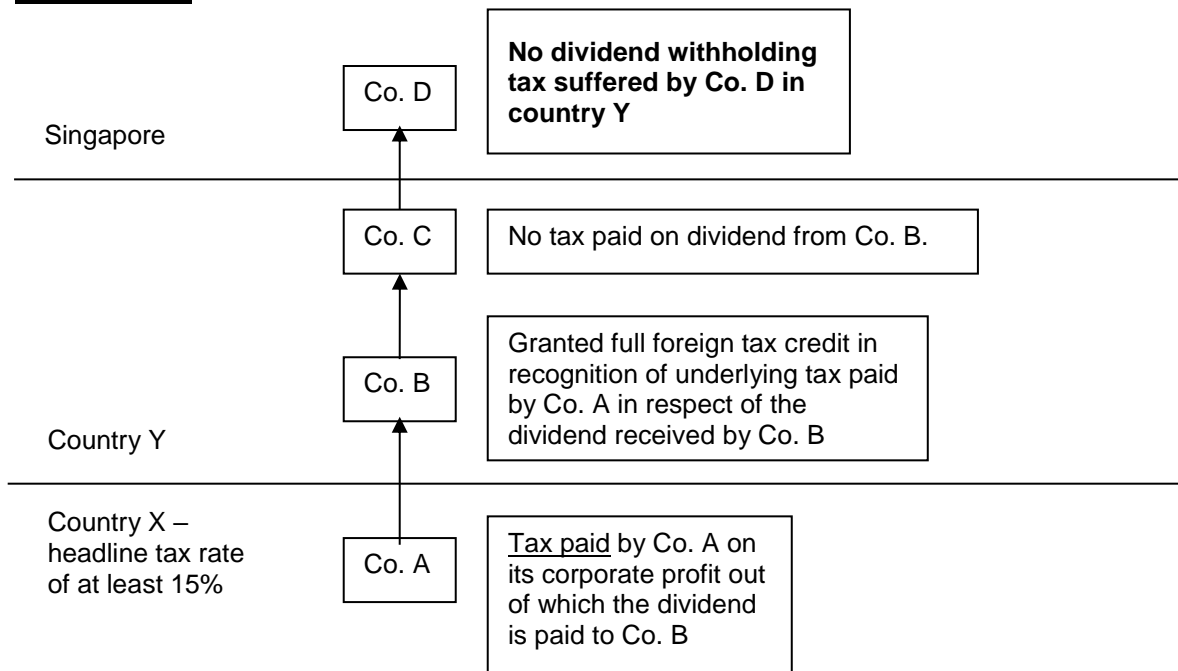 No dividend withholding
tax suffered by Co. D in
country Y
Co. D
Singapore
Co. C
No tax paid on dividend from Co. B.
Granted full foreign tax credit in
recognition of underlying tax paid
by Co. A in respect of the
dividend received by Co. B
Co. B
Country Y
Country X –
headline tax rate
of at least 15%
Co. A
Tax paid by Co. A on
its corporate profit out
of which the dividend
is paid to Co. B